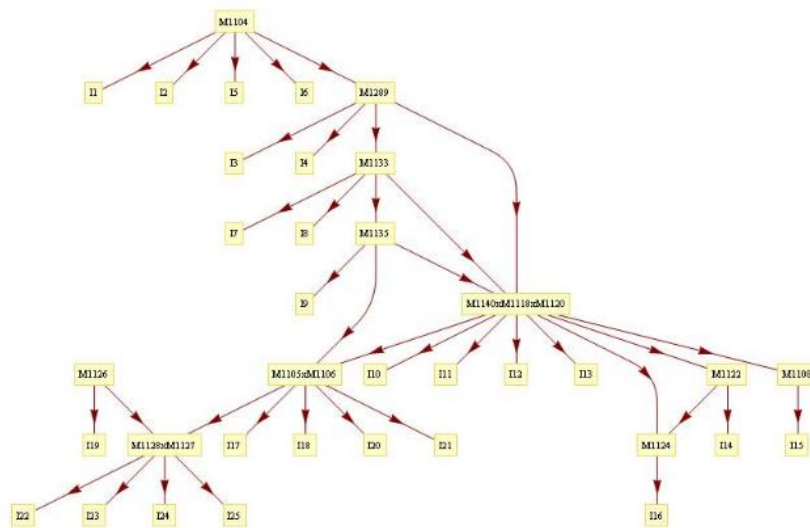 M1104
I1 I2 I5 I6 M1289
I3 I4 M1133
I7 I8 M1135
I9 M1140xM1118xM1120
M1126 M1105xM1106 I10 I11 I12 I13 M1122 M1108
I19 M1128xM1127 I17 I18 I20 I21 M1124 I14 I15
I22 I23 I24 I25 I16